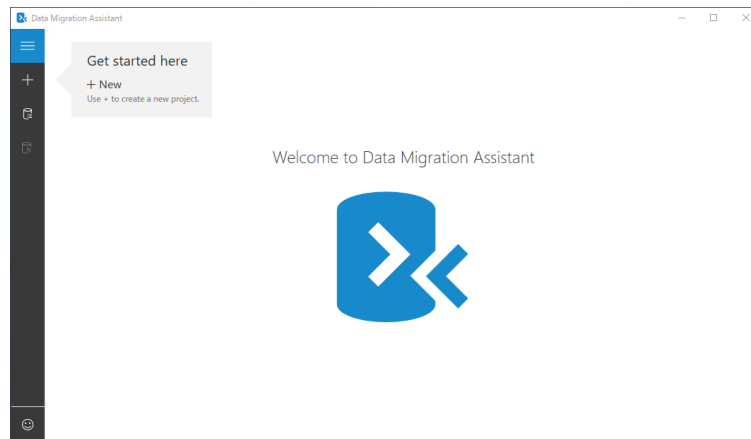 Data Migration Assistant
Get started here
+ New
Use + to create a new project.
Welcome to Data Migration Assistant